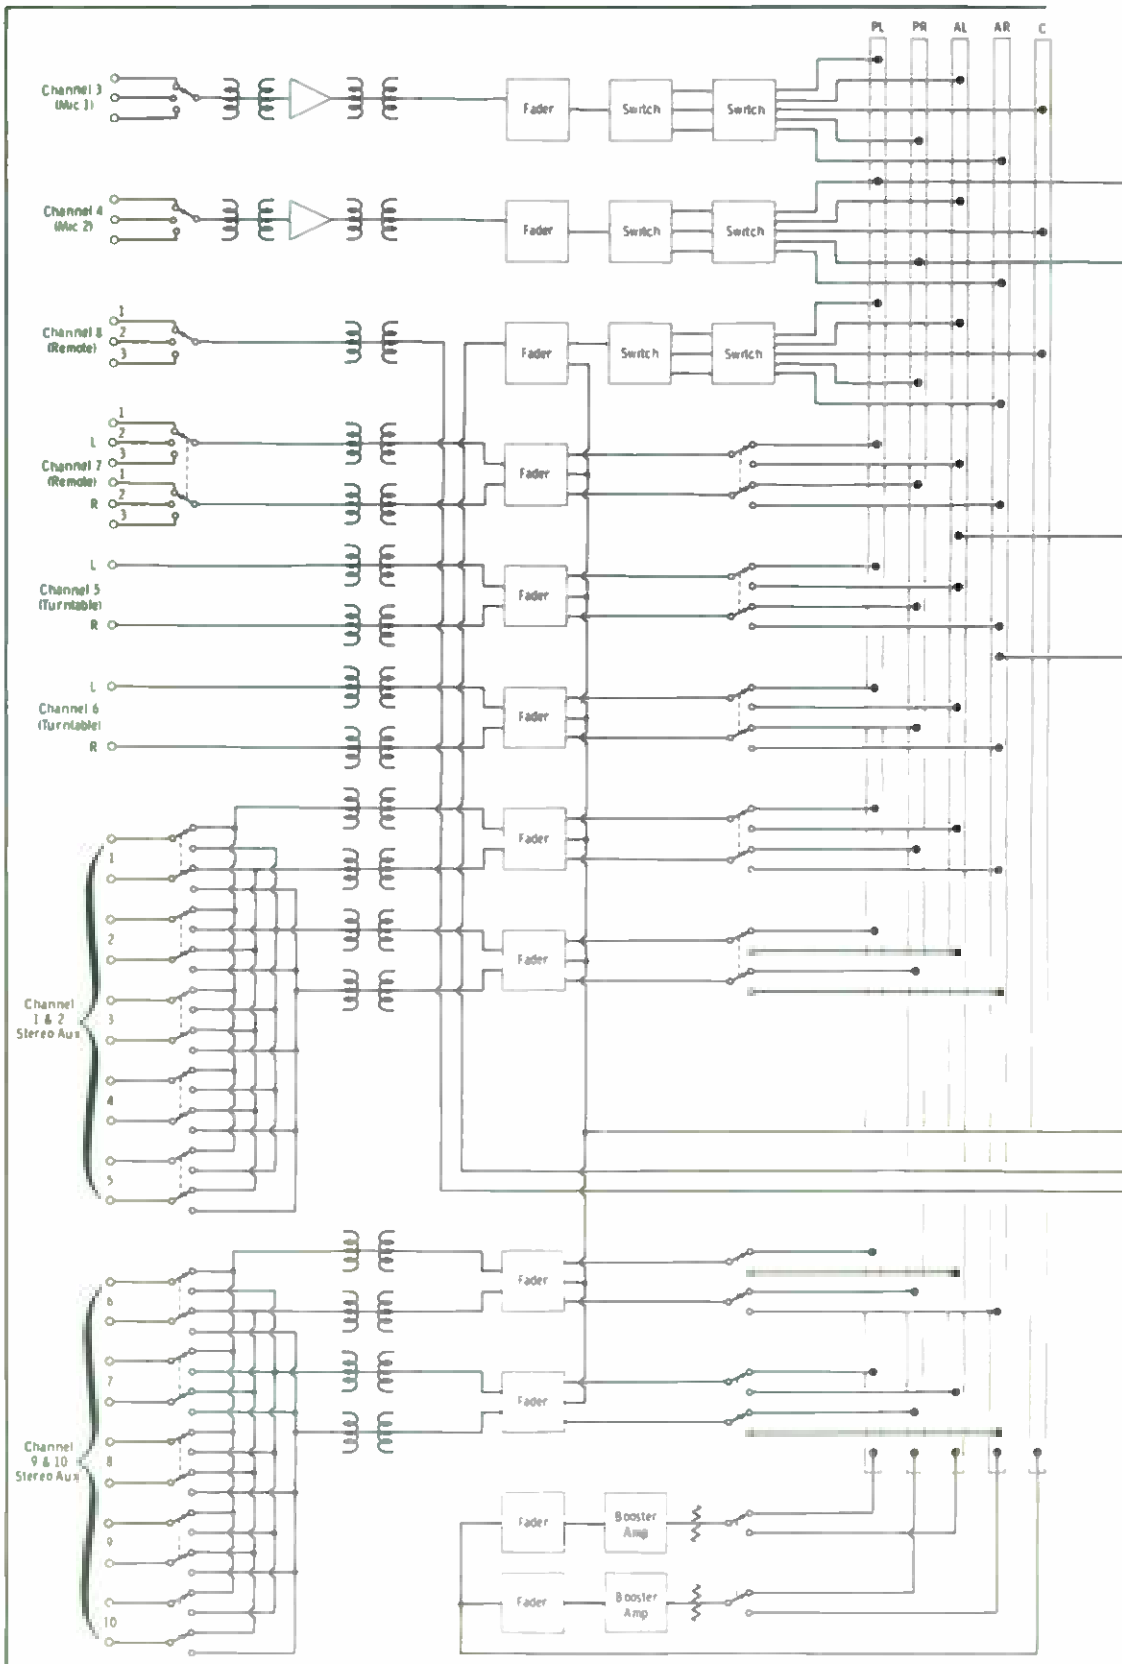 PL PR AL AR C
Channel 3
(Mic 1)
Fader Switch Switch
Channel 4
(Mic 2)
Fader Switch Switch
Channel 8
(Remote)
1
2
3
Fader Switch Switch
1
L 2
3
Channel 7
(Remote)
1
R 2
3
Fader
L
Channel 5
(Turntable)
R
Fader
L
Channel 6
(Turntable)
R
Fader
Fader
1
2
Fader
Channel
1 & 2
Stereo Aux
3
4
5
Fader
6
7
Fader
Channel
9 & 10
Stereo Aux
8
9
10
Fader
Booster
Amp
Fader
Booster
Amp